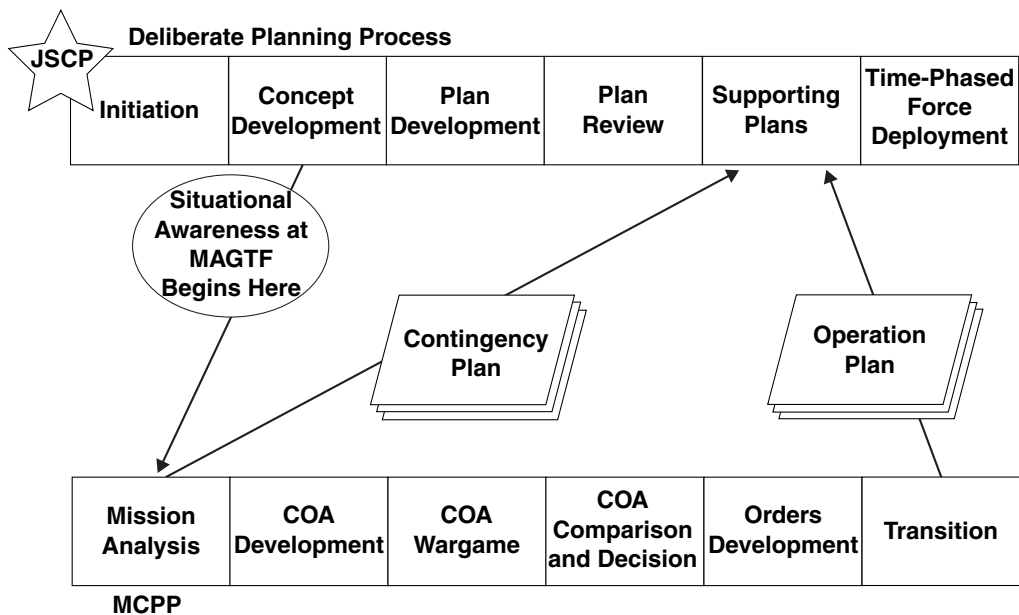 Deliberate Planning Process
JSCP
Initiation
Concept
Development
Plan
Development
Plan
Review
Supporting
Plans
Time-Phased
Force
Deployment
Situational
Awareness at
MAGTF
Begins Here
Contingency
Plan
Operation
Plan
Mission
Analysis
COA
Development
COA
Wargame
COA
Comparison
and Decision
Orders
Development
Transition
MCPP